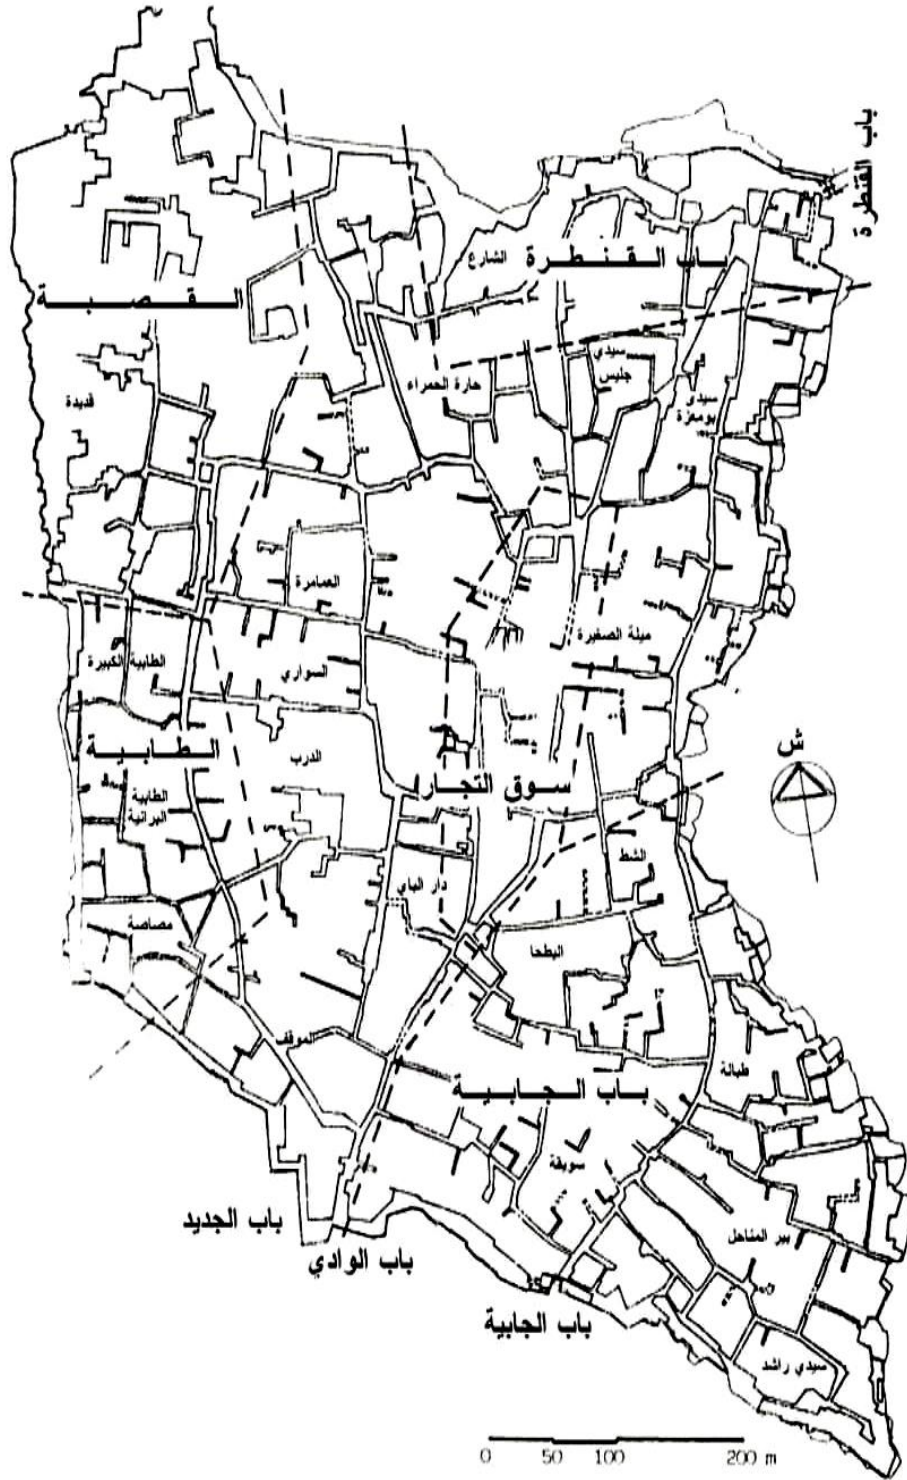 باب القنطرة
الشارع
باب القنطرة
القصبة
سيدي
جليس
حارة الحمراء
سيدي
بومعزة
قديدة
العمامرة
ميلة الصغيرة
الطابية الكبيرة
السواري
الطابية
الدرب
ش
سوق التجار
الطابية
البرانية
الشط
دار الباي
مصاصة
البطحا
الموقف
طبالة
باب الجابية
سويقة
باب الجديد
بير المناهل
باب الوادي
باب الجابية
سيدي راشد
0 50 100 200 m